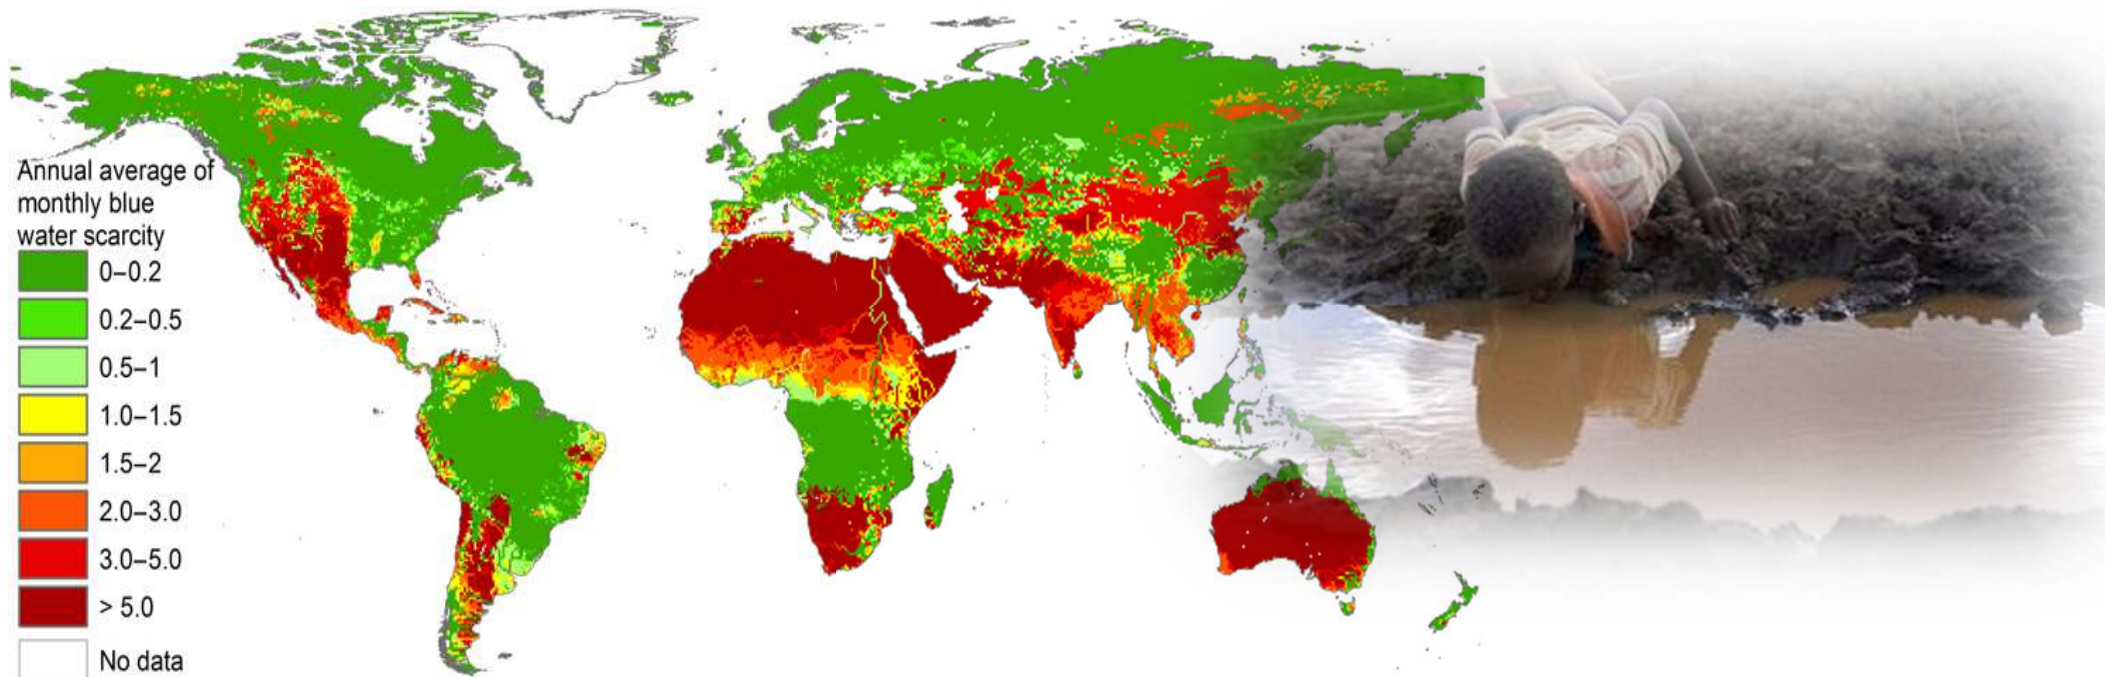 Annual average of
monthly blue
water scarcity
0–0.2
0.2–0.5
0.5–1
1.0–1.5
1.5–2
2.0–3.0
3.0–5.0
> 5.0
No data